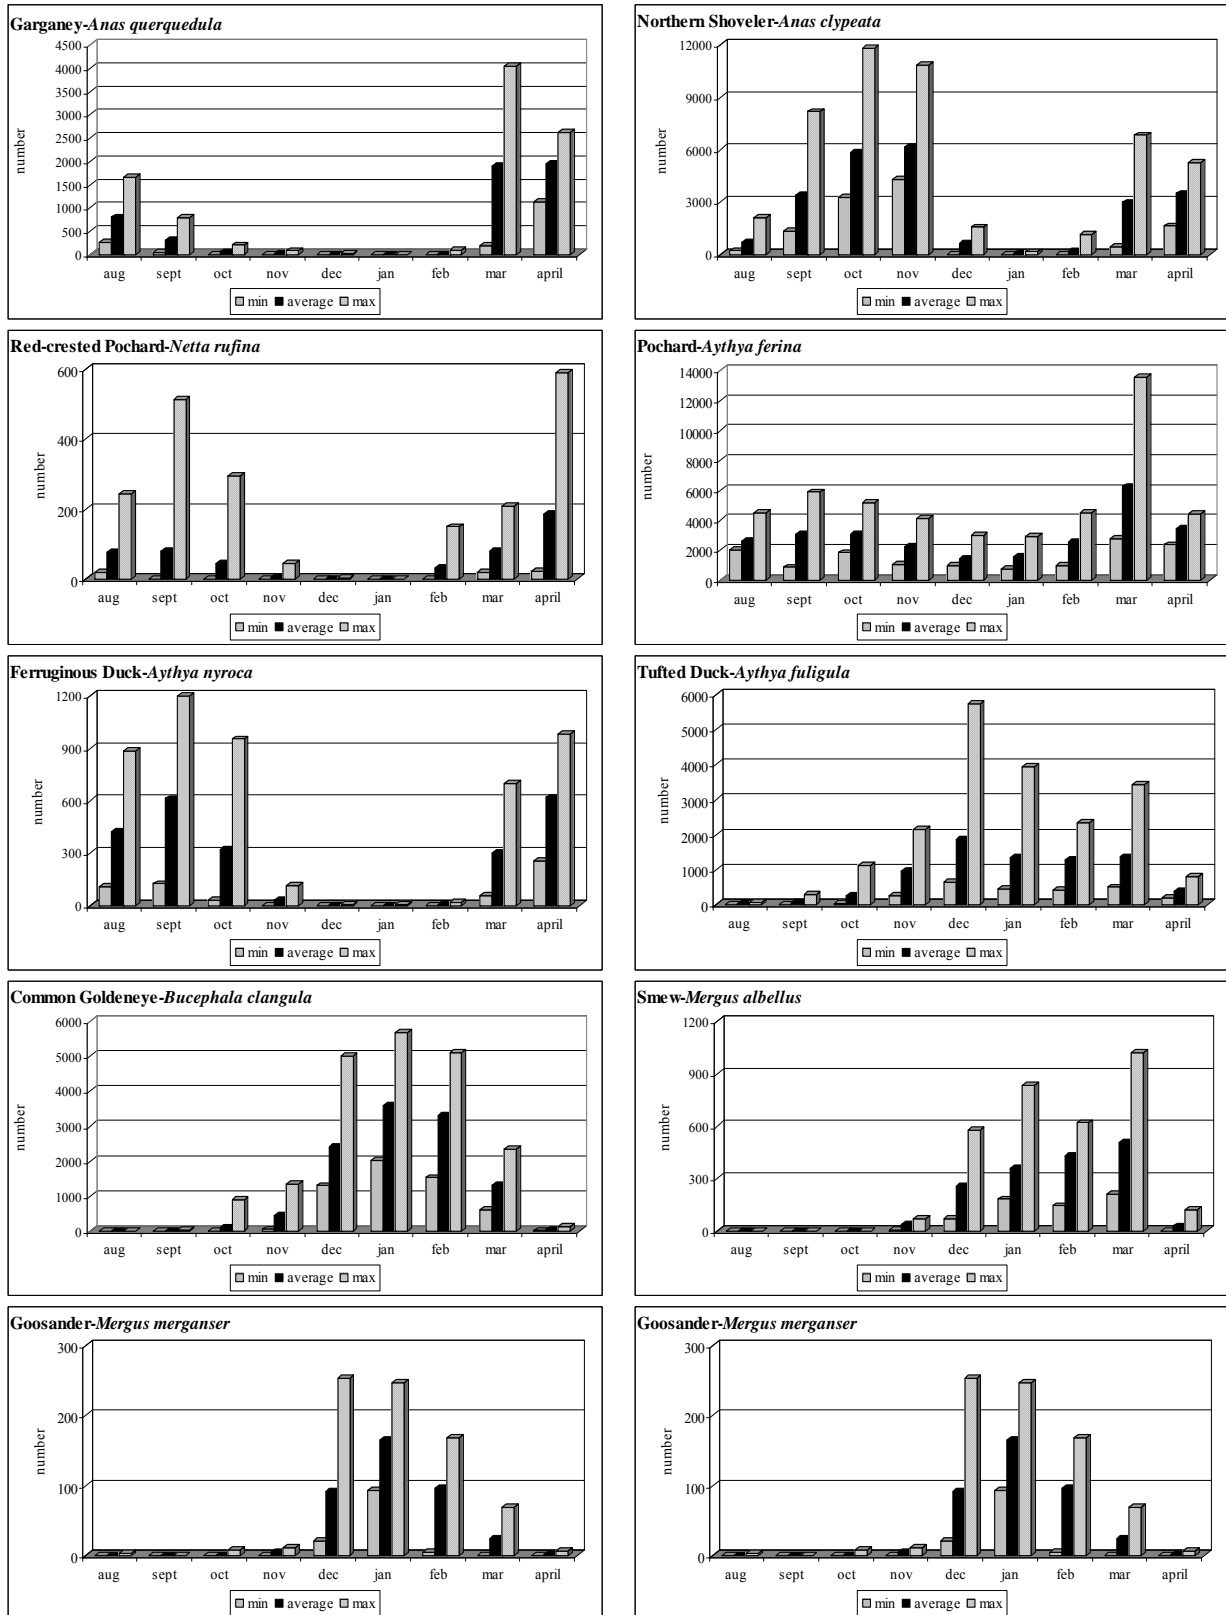 Garganey-Anas querquedula
4500
4000
3500
3000
2500
2000
1500
1000
500
0
number
aug sept oct nov dec jan feb mar april
min average max
Northern Shoveler-Anas clypeata
12000
9000
6000
3000
0
number
aug sept oct nov dec jan feb mar april
min average max
Red-crested Pochard-Netta rufina
600
400
200
0
number
aug sept oct nov dec jan feb mar april
min average max
Pochard-Aythya ferina
14000
12000
10000
8000
6000
4000
2000
0
number
aug sept oct nov dec jan feb mar april
min average max
Ferruginous Duck-Aythya nyroca
1200
900
600
300
0
number
aug sept oct nov dec jan feb mar april
min average max
Tufted Duck-Aythya fuligula
6000
5000
4000
3000
2000
1000
0
number
aug sept oct nov dec jan feb mar april
min average max
Common Goldeneye-Bucephala clangula
6000
5000
4000
3000
2000
1000
0
number
aug sept oct nov dec jan feb mar april
min average max
Smew-Mergus albellus
1200
900
600
300
0
number
aug sept oct nov dec jan feb mar april
min average max
Goosander-Mergus merganser
300
200
100
0
number
aug sept oct nov dec jan feb mar april
min average max
Goosander-Mergus merganser
300
200
100
0
number
aug sept oct nov dec jan feb mar april
min average max